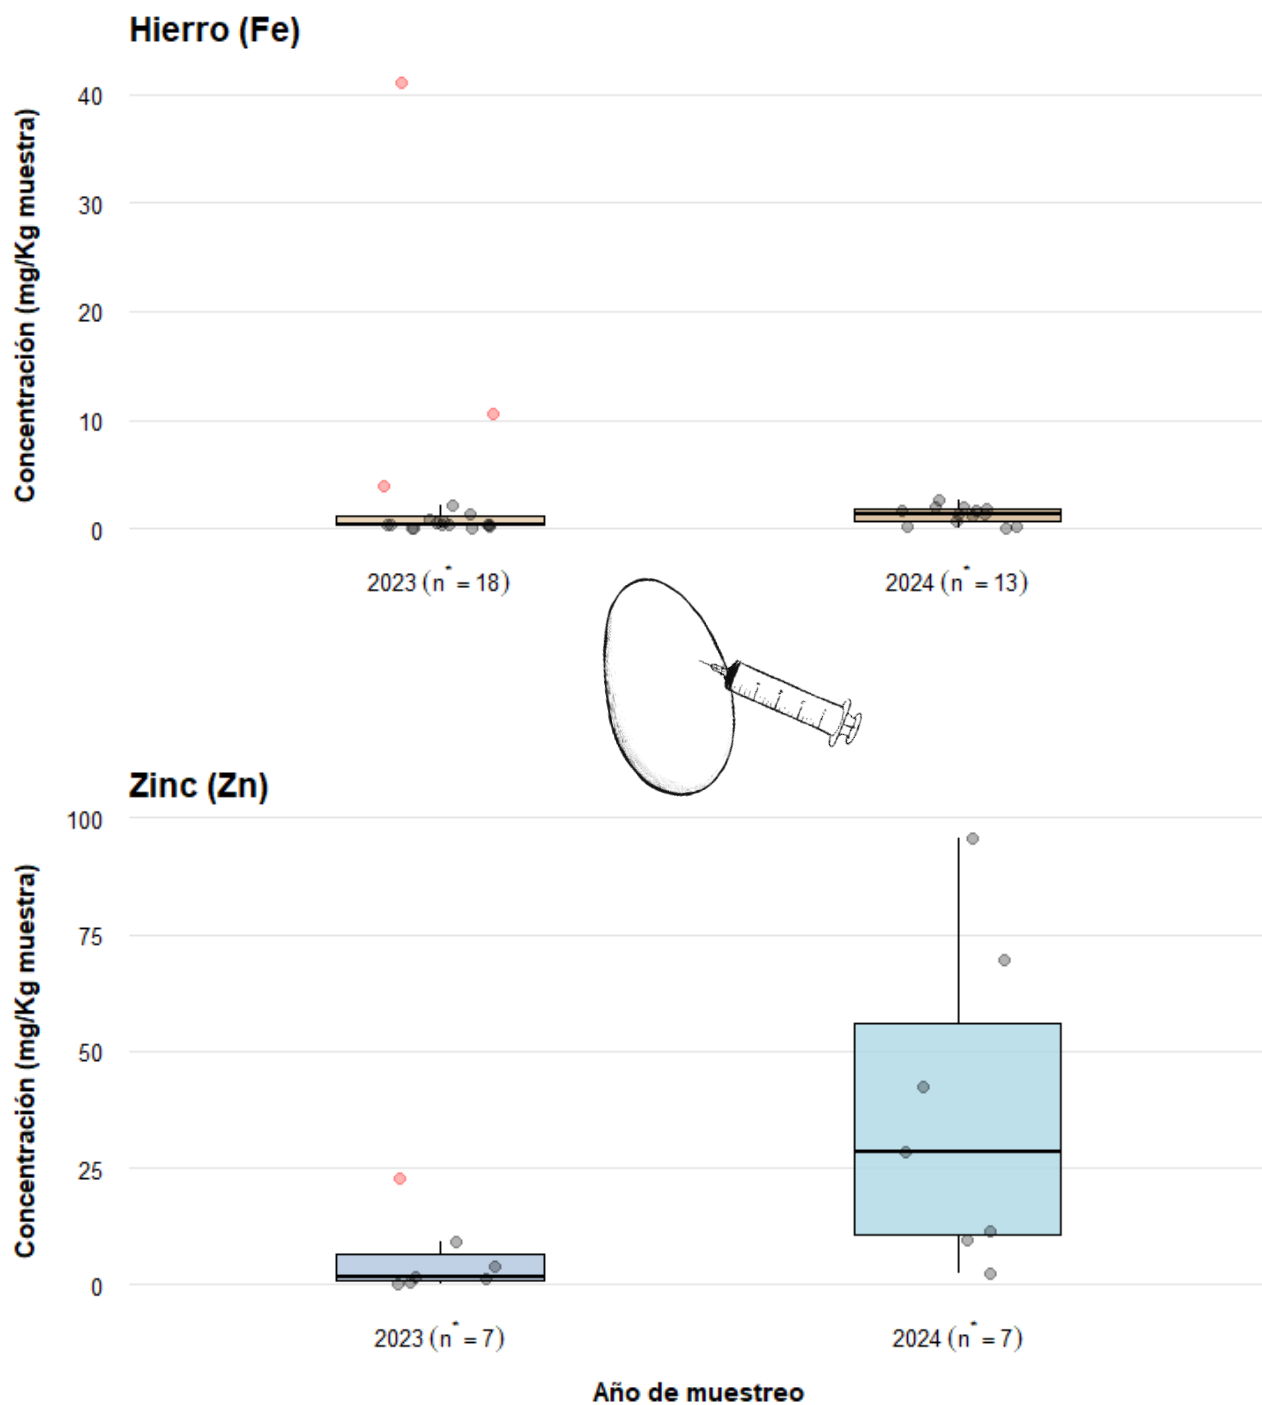 Hierro (Fe)
Concentración (mg/Kg muestra)
40
30
20
10
0
2023 (n* = 18)
2024 (n* = 13)
Zinc (Zn)
Concentración (mg/Kg muestra)
100
75
50
25
0
2023 (n* = 7)
2024 (n* = 7)
Año de muestreo